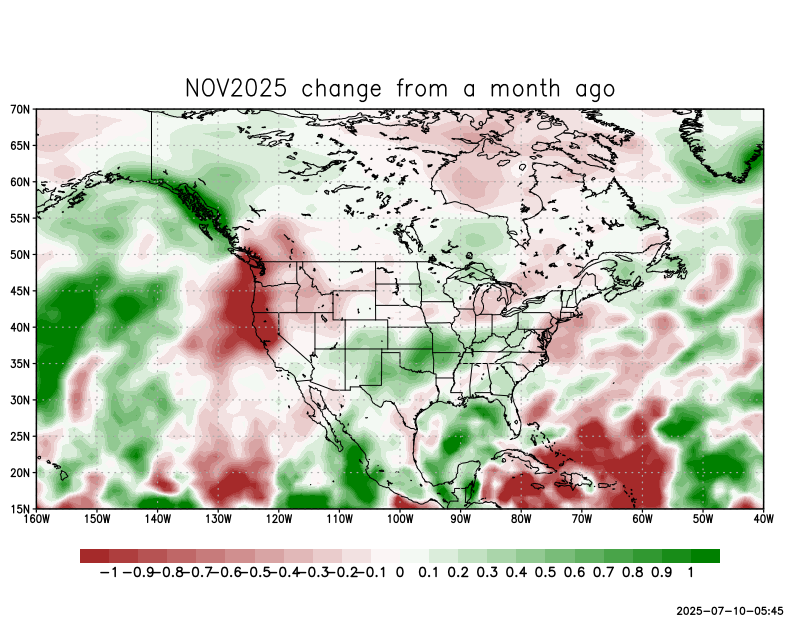 NOV2025 change from a month ago
70N
65N
60N
55N
50N
45N
40N
35N
30N
25N
20N
15N
160W 150W 140W 130W 120W 110W 100W 90W 80W 70W 60W 50W 40W
-1 -0.9 -0.8 -0.7 -0.6 -0.5 -0.4 -0.3 -0.2 -0.1 0 0.1 0.2 0.3 0.4 0.5 0.6 0.7 0.8 0.9 1
2025-07-10-05:45